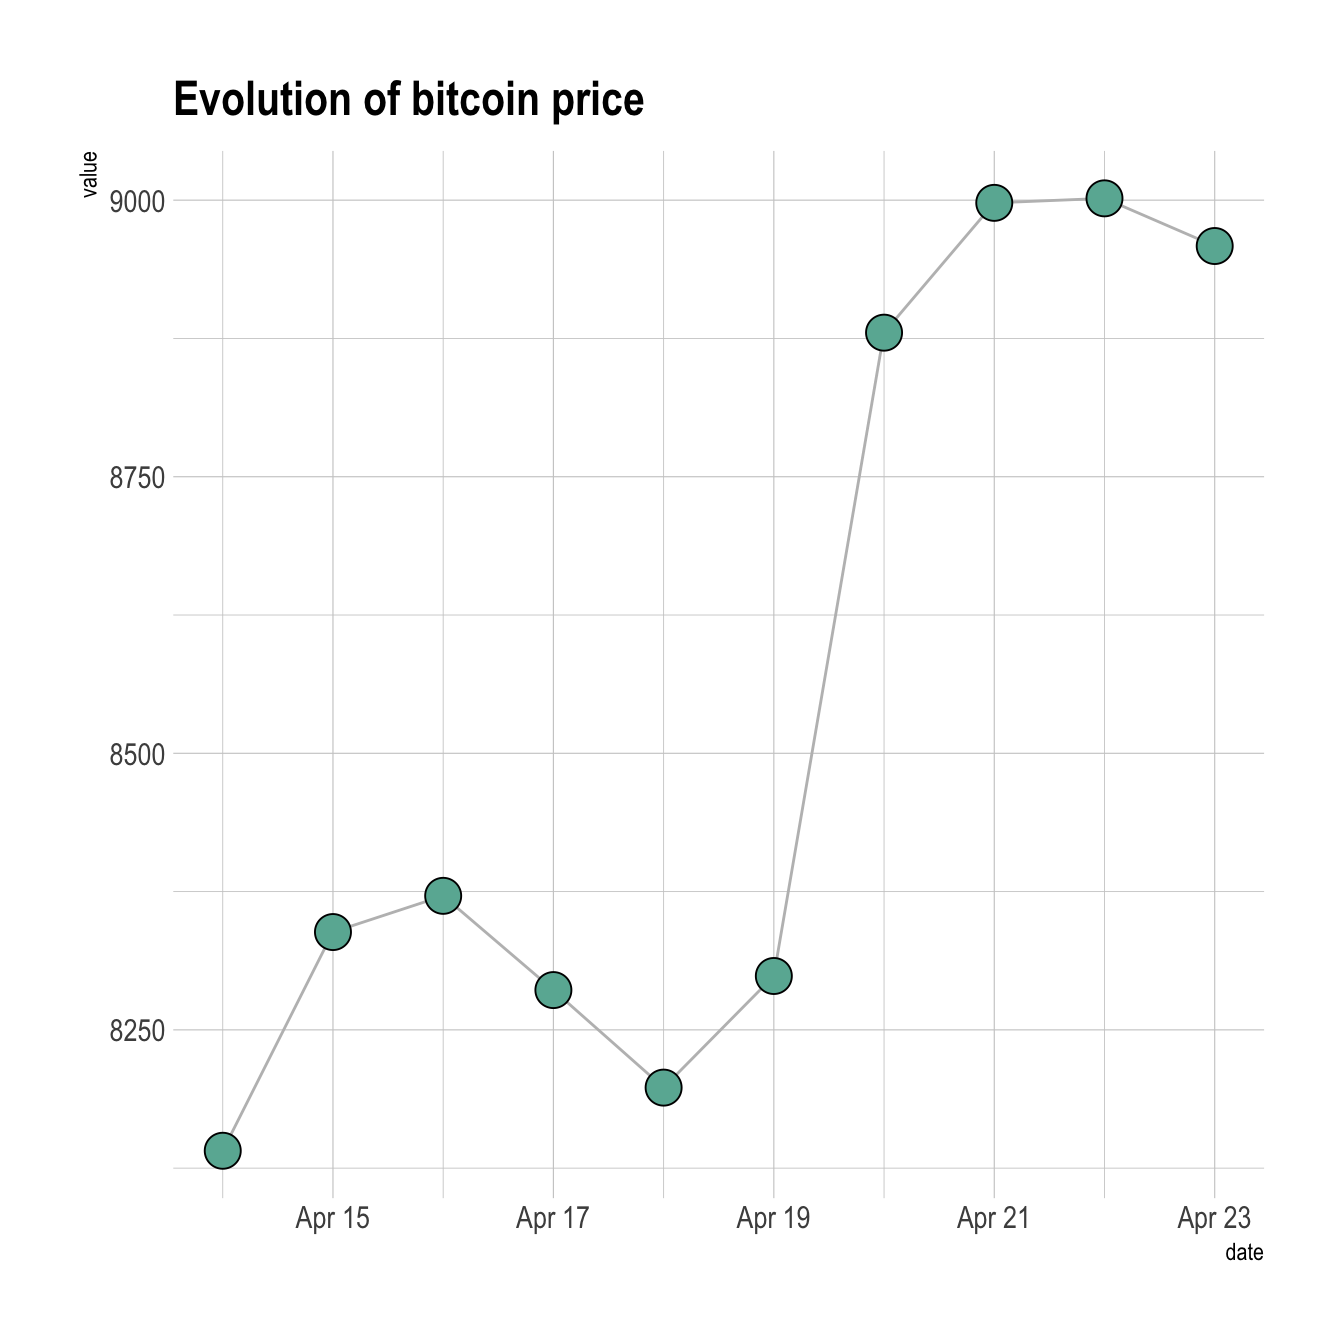 Evolution of bitcoin price
value
9000
8750
8500
8250
Apr 15 Apr 17 Apr 19 Apr 21 Apr 23
date